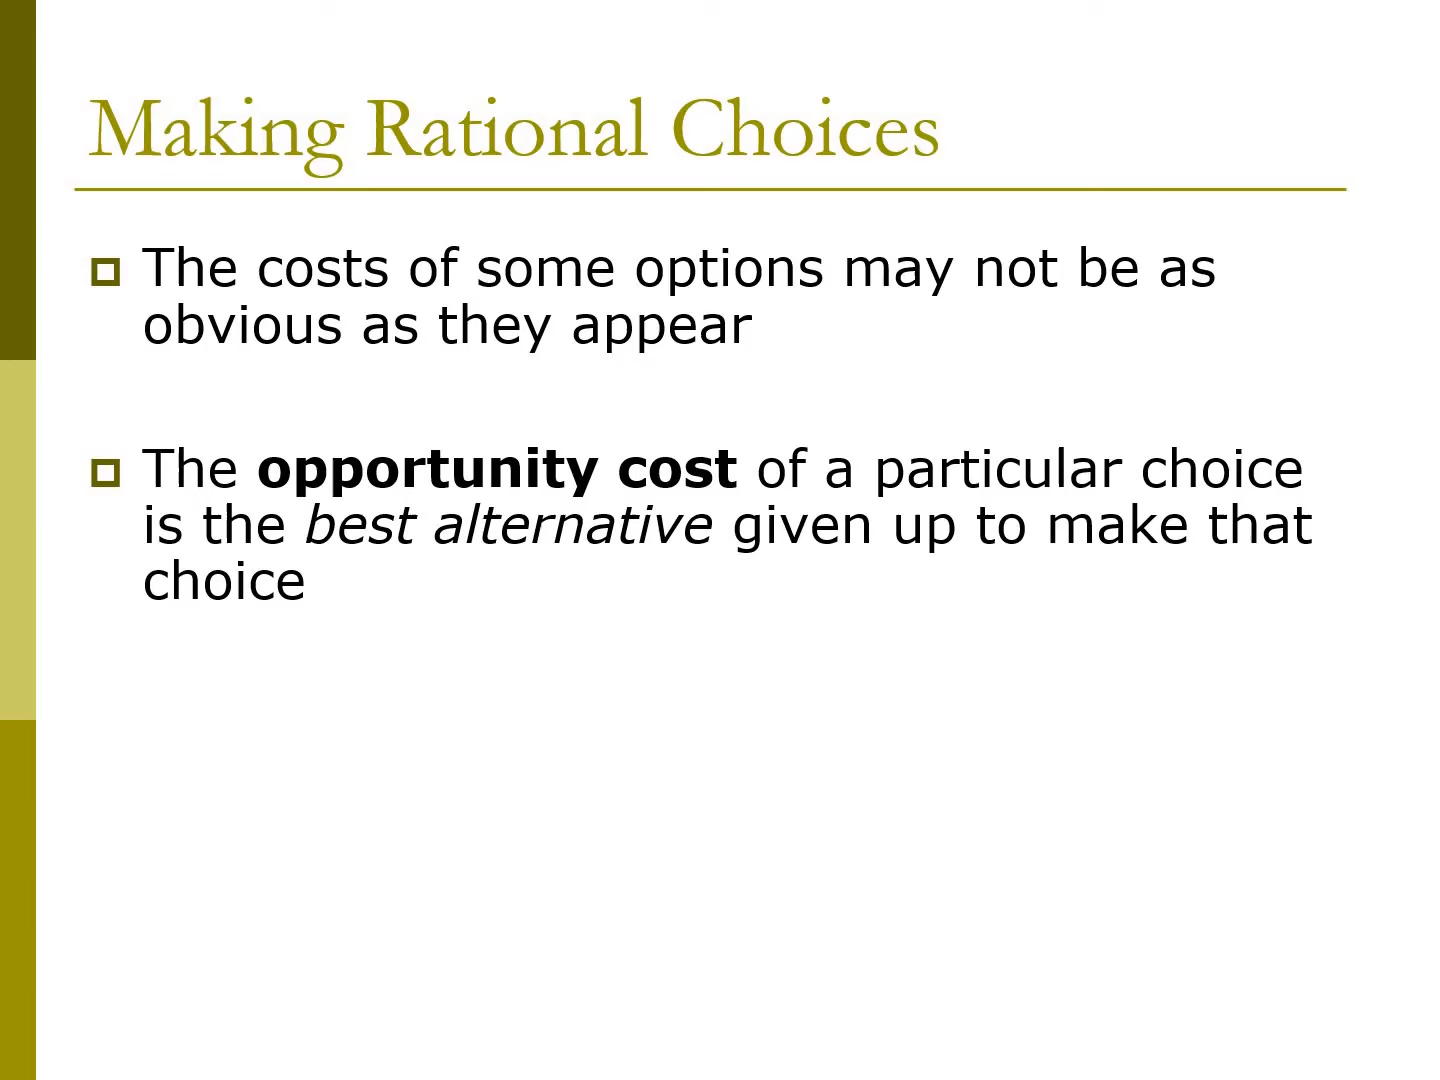 Making Rational Choices
The costs of some options may not be as
obvious as they appear
The opportunity cost of a particular choice
is the best alternative given up to make that
choice